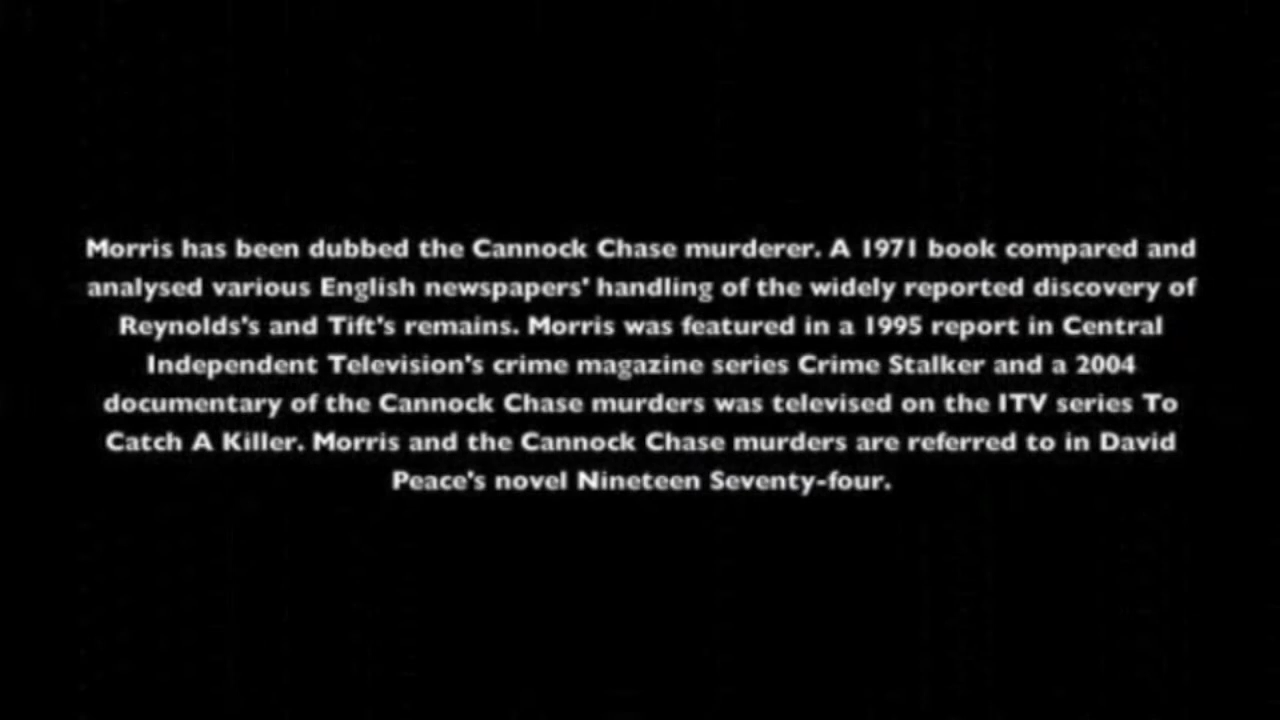 Morris has been dubbed the Cannock Chase murderer. A 1971 book compared and
analysed various English newspapers' handling of the widely reported discovery of
Reynolds's and Tift's remains. Morris was featured in a 1995 report in Central
Independent Television's crime magazine series Crime Stalker and a 2004
documentary of the Cannock Chase murders was televised on the ITV series To
Catch A Killer. Morris and the Cannock Chase murders are referred to in David
Peace's novel Nineteen Seventy-four.